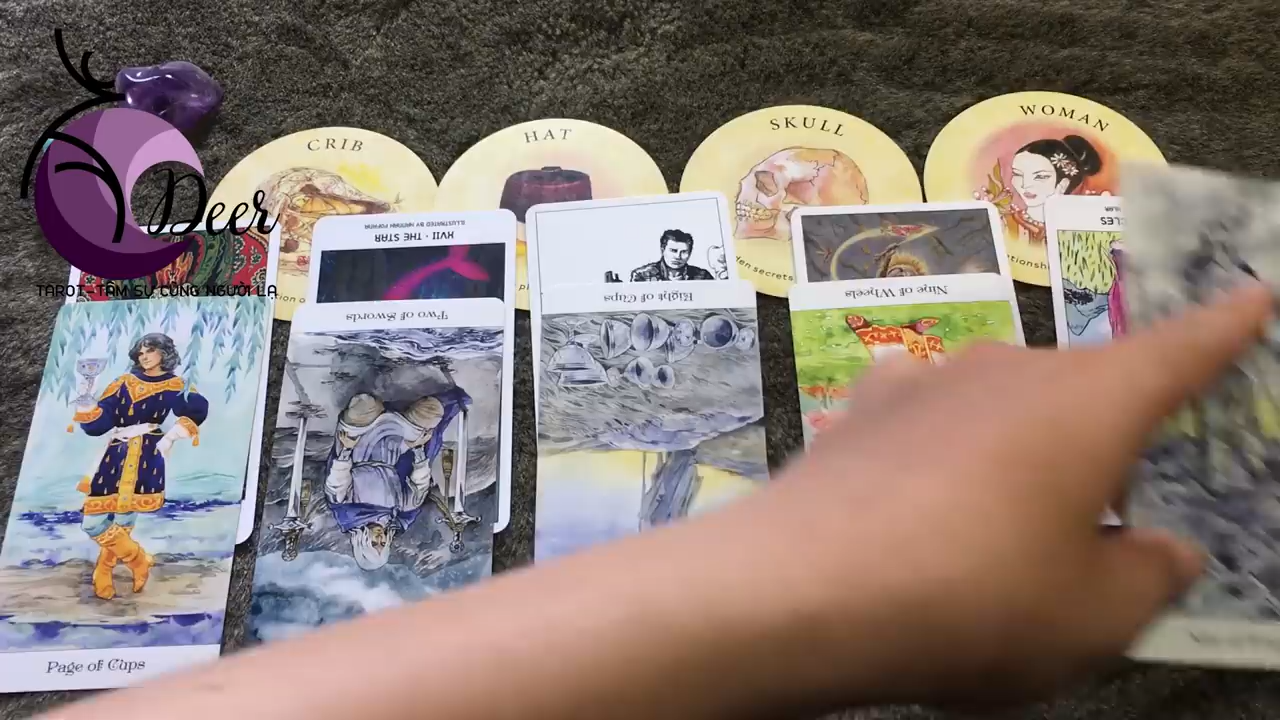 CRIB
HAT
SKULL
WOMAN
Deer
TAROT - TÂM SỰ CÙNG NGƯỜI LẠ
XVII · THE STAR
Two of Swords
Eight of Cups
Nine of Wheels
CLES
Page of Cups